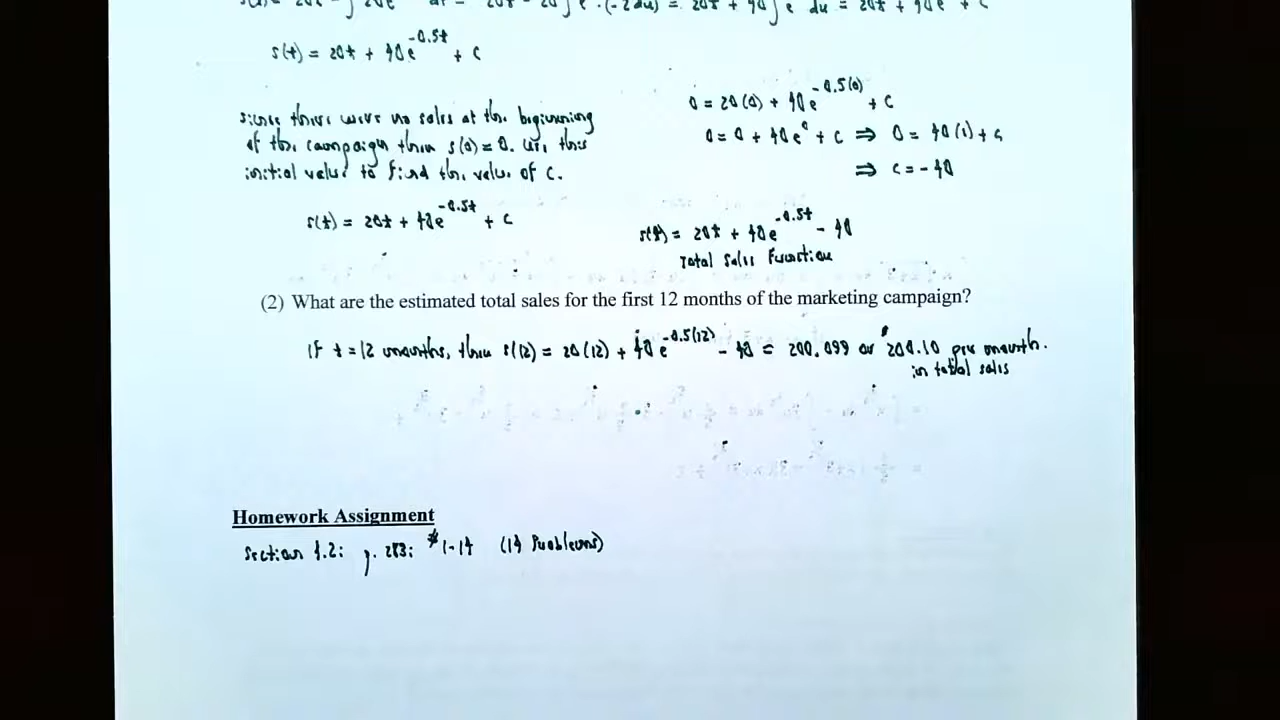 s(t) = 20t + 40e^-0.5t + c
Since there were no sales at the beginning
of the campaign then s(0) = 0. Use this
initial value to find the value of c.
0 = 20(0) + 40e^-0.5(0) + c
0 = 0 + 40e^0 + c ⇒ 0 = 40(1) + c
⇒ c = -40
s(t) = 20t + 40e^-0.5t + c
s(t) = 20t + 40e^-0.5t - 40
Total Sales Function
(2) What are the estimated total sales for the first 12 months of the marketing campaign?
If t = 12 months, then s(12) = 20(12) + 40e^-0.5(12) - 40 = 200.099 or $200.10 per month.
in total sales
Homework Assignment
Section 4.2: p. 283: #1-14 (14 Problems)